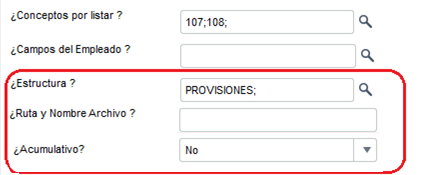 ¿Conceptos por listar ? 107;108;
¿Campos del Empleado ?
¿Estructura ? PROVISIONES;
¿Ruta y Nombre Archivo ?
¿Acumulativo? No